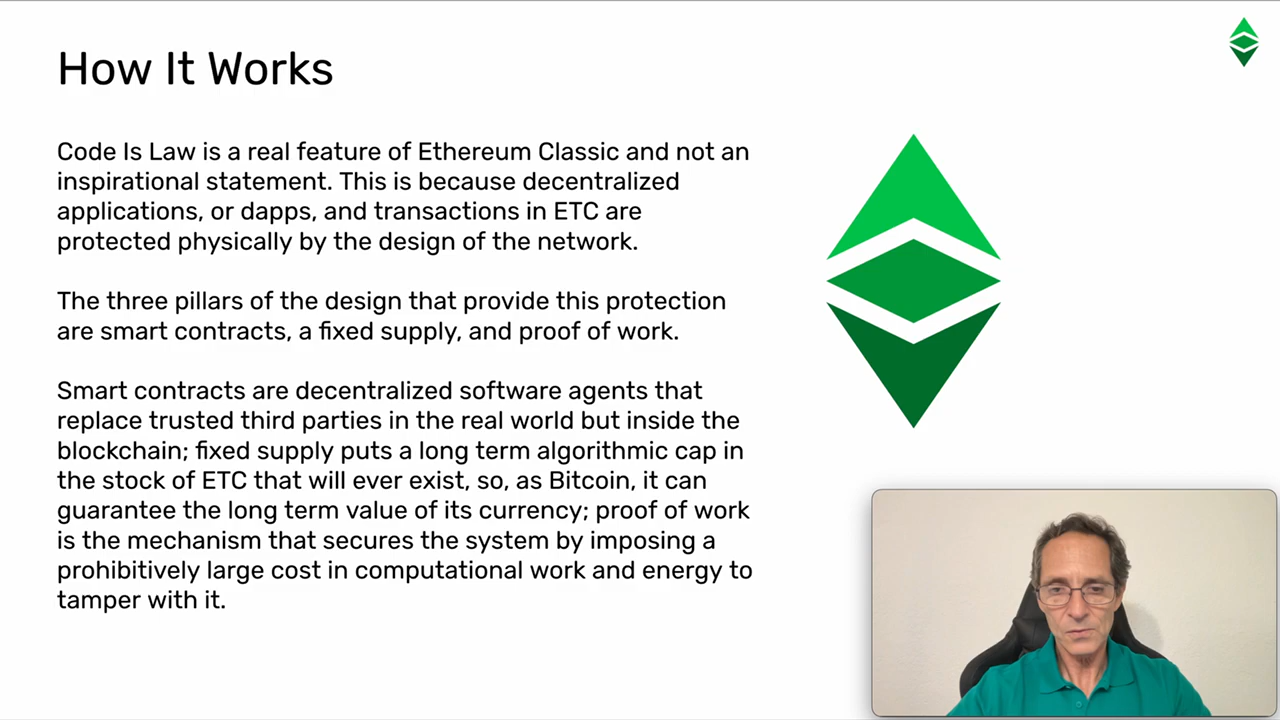 How It Works
Code Is Law is a real feature of Ethereum Classic and not an
inspirational statement. This is because decentralized
applications, or dapps, and transactions in ETC are
protected physically by the design of the network.
The three pillars of the design that provide this protection
are smart contracts, a fixed supply, and proof of work.
Smart contracts are decentralized software agents that
replace trusted third parties in the real world but inside the
blockchain; fixed supply puts a long term algorithmic cap in
the stock of ETC that will ever exist, so, as Bitcoin, it can
guarantee the long term value of its currency; proof of work
is the mechanism that secures the system by imposing a
prohibitively large cost in computational work and energy to
tamper with it.